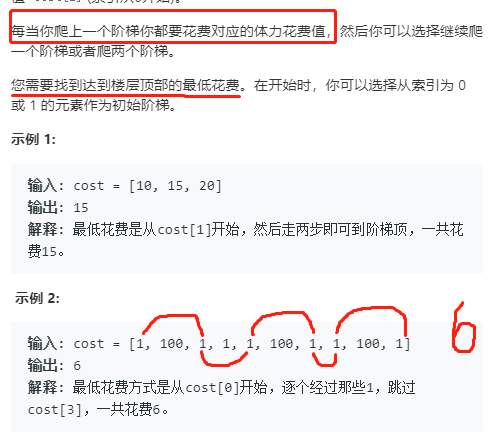 每当你爬上一个阶梯你都要花费对应的体力花费值，然后你可以选择继续爬
一个阶梯或者爬两个阶梯。
您需要找到达到楼层顶部的最低花费。在开始时，你可以选择从索引为 0
或 1 的元素作为初始阶梯。
示例 1:
输入: cost = [10, 15, 20]
输出: 15
解释: 最低花费是从cost[1]开始，然后走两步即可到阶梯顶，一共花
费15。
示例 2:
输入: cost = [1, 100, 1, 1, 1, 100, 1, 1, 100, 1]
6
输出: 6
解释: 最低花费方式是从cost[0]开始，逐个经过那些1，跳过
cost[3]，一共花费6。